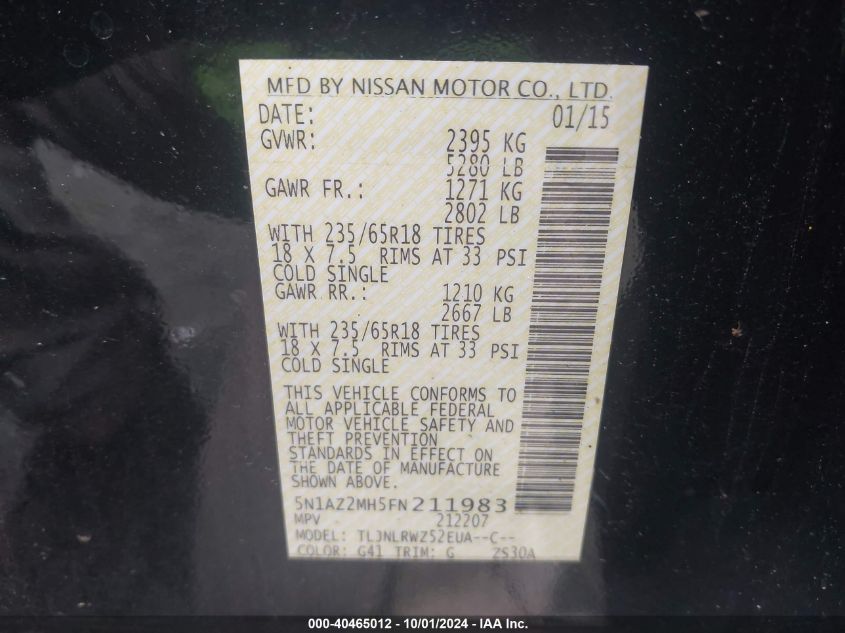 MFD BY NISSAN MOTOR CO., LTD.
DATE: 01/15
GVWR: 2395 KG
5280 LB
GAWR FR.: 1271 KG
2802 LB
WITH 235/65R18 TIRES
18 X 7.5 RIMS AT 33 PSI
COLD SINGLE
GAWR RR.: 1210 KG
2667 LB
WITH 235/65R18 TIRES
18 X 7.5 RIMS AT 33 PSI
COLD SINGLE
THIS VEHICLE CONFORMS TO
ALL APPLICABLE FEDERAL
MOTOR VEHICLE SAFETY AND
THEFT PREVENTION
STANDARDS IN EFFECT ON
THE DATE OF MANUFACTURE
SHOWN ABOVE.
5N1AZ2MH5FN211983
MPV 212207
MODEL: TLJNLRWZ52EUA--C--
COLOR: G41 TRIM: G ZS30A
000-40465012 - 10/01/2024 - IAA Inc.